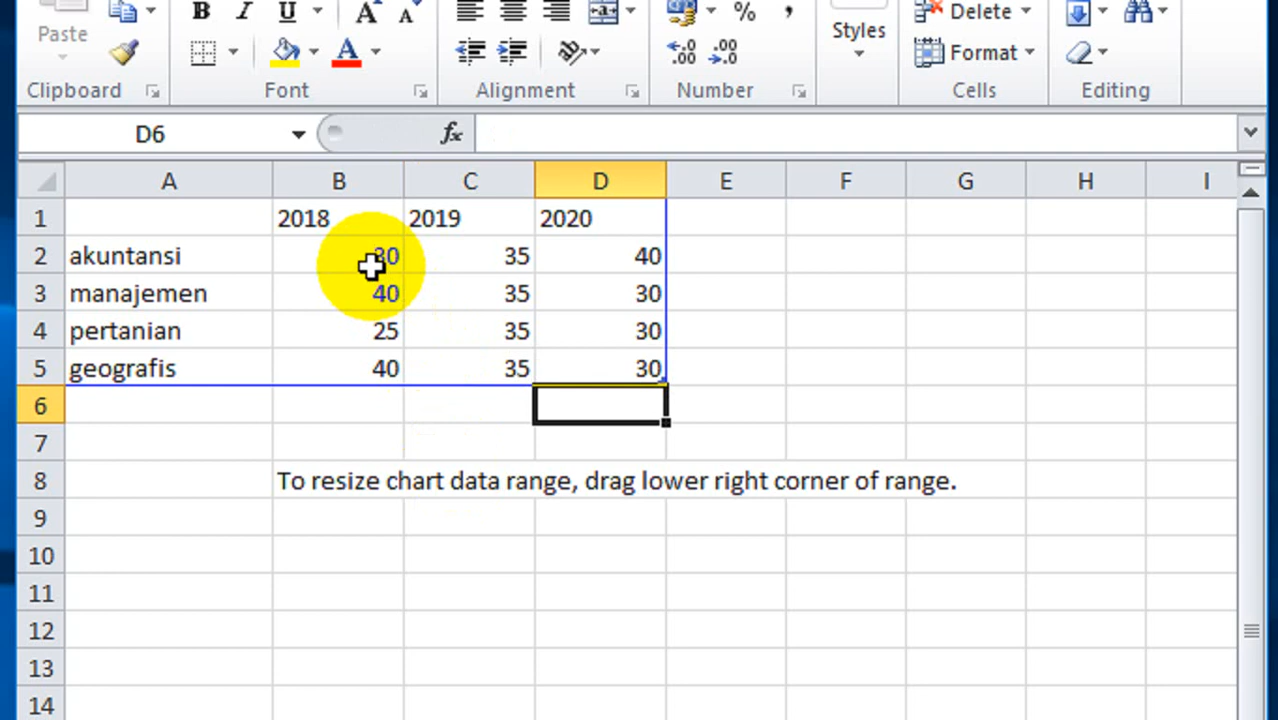 B I U A A % ,
Paste Styles Delete
Format
Clipboard Font Alignment Number Cells Editing
D6 fx
A B C D E F G H I
1 2018 2019 2020
2 akuntansi 30 35 40
3 manajemen 40 35 30
4 pertanian 25 35 30
5 geografis 40 35 30
6
7
8 To resize chart data range, drag lower right corner of range.
9
10
11
12
13
14